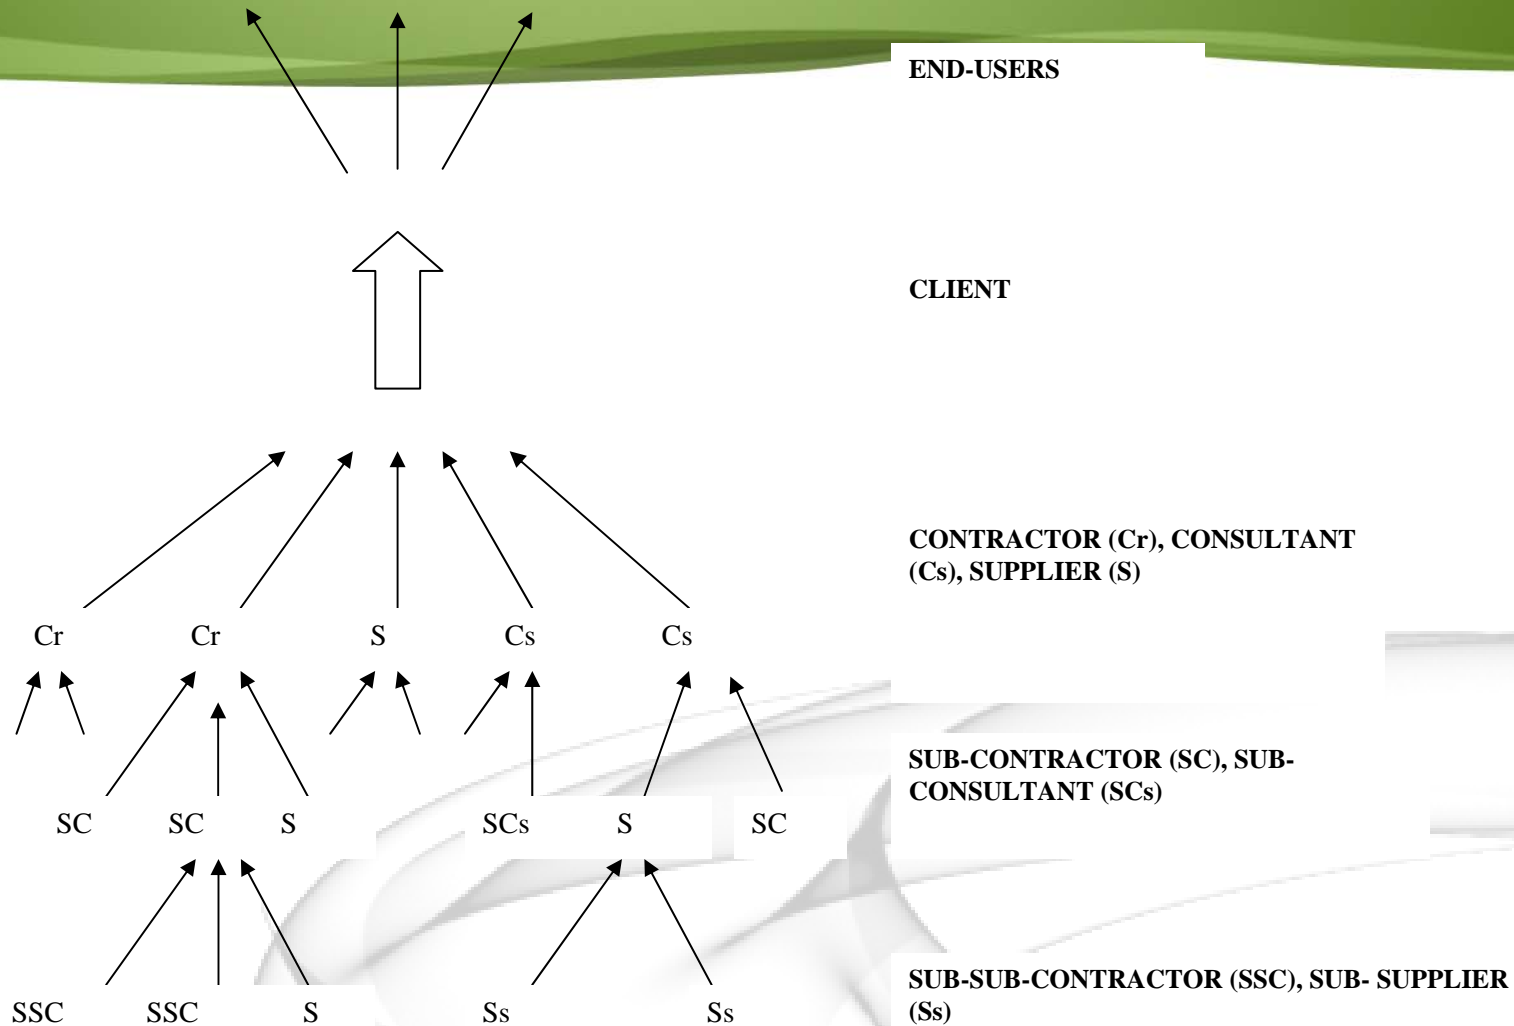 END-USERS
CLIENT
CONTRACTOR (Cr), CONSULTANT
(Cs), SUPPLIER (S)
Cr Cr S Cs Cs
SUB-CONTRACTOR (SC), SUB-
CONSULTANT (SCs)
SC SC S SCs S SC
SUB-SUB-CONTRACTOR (SSC), SUB- SUPPLIER
(Ss)
SSC SSC S Ss Ss